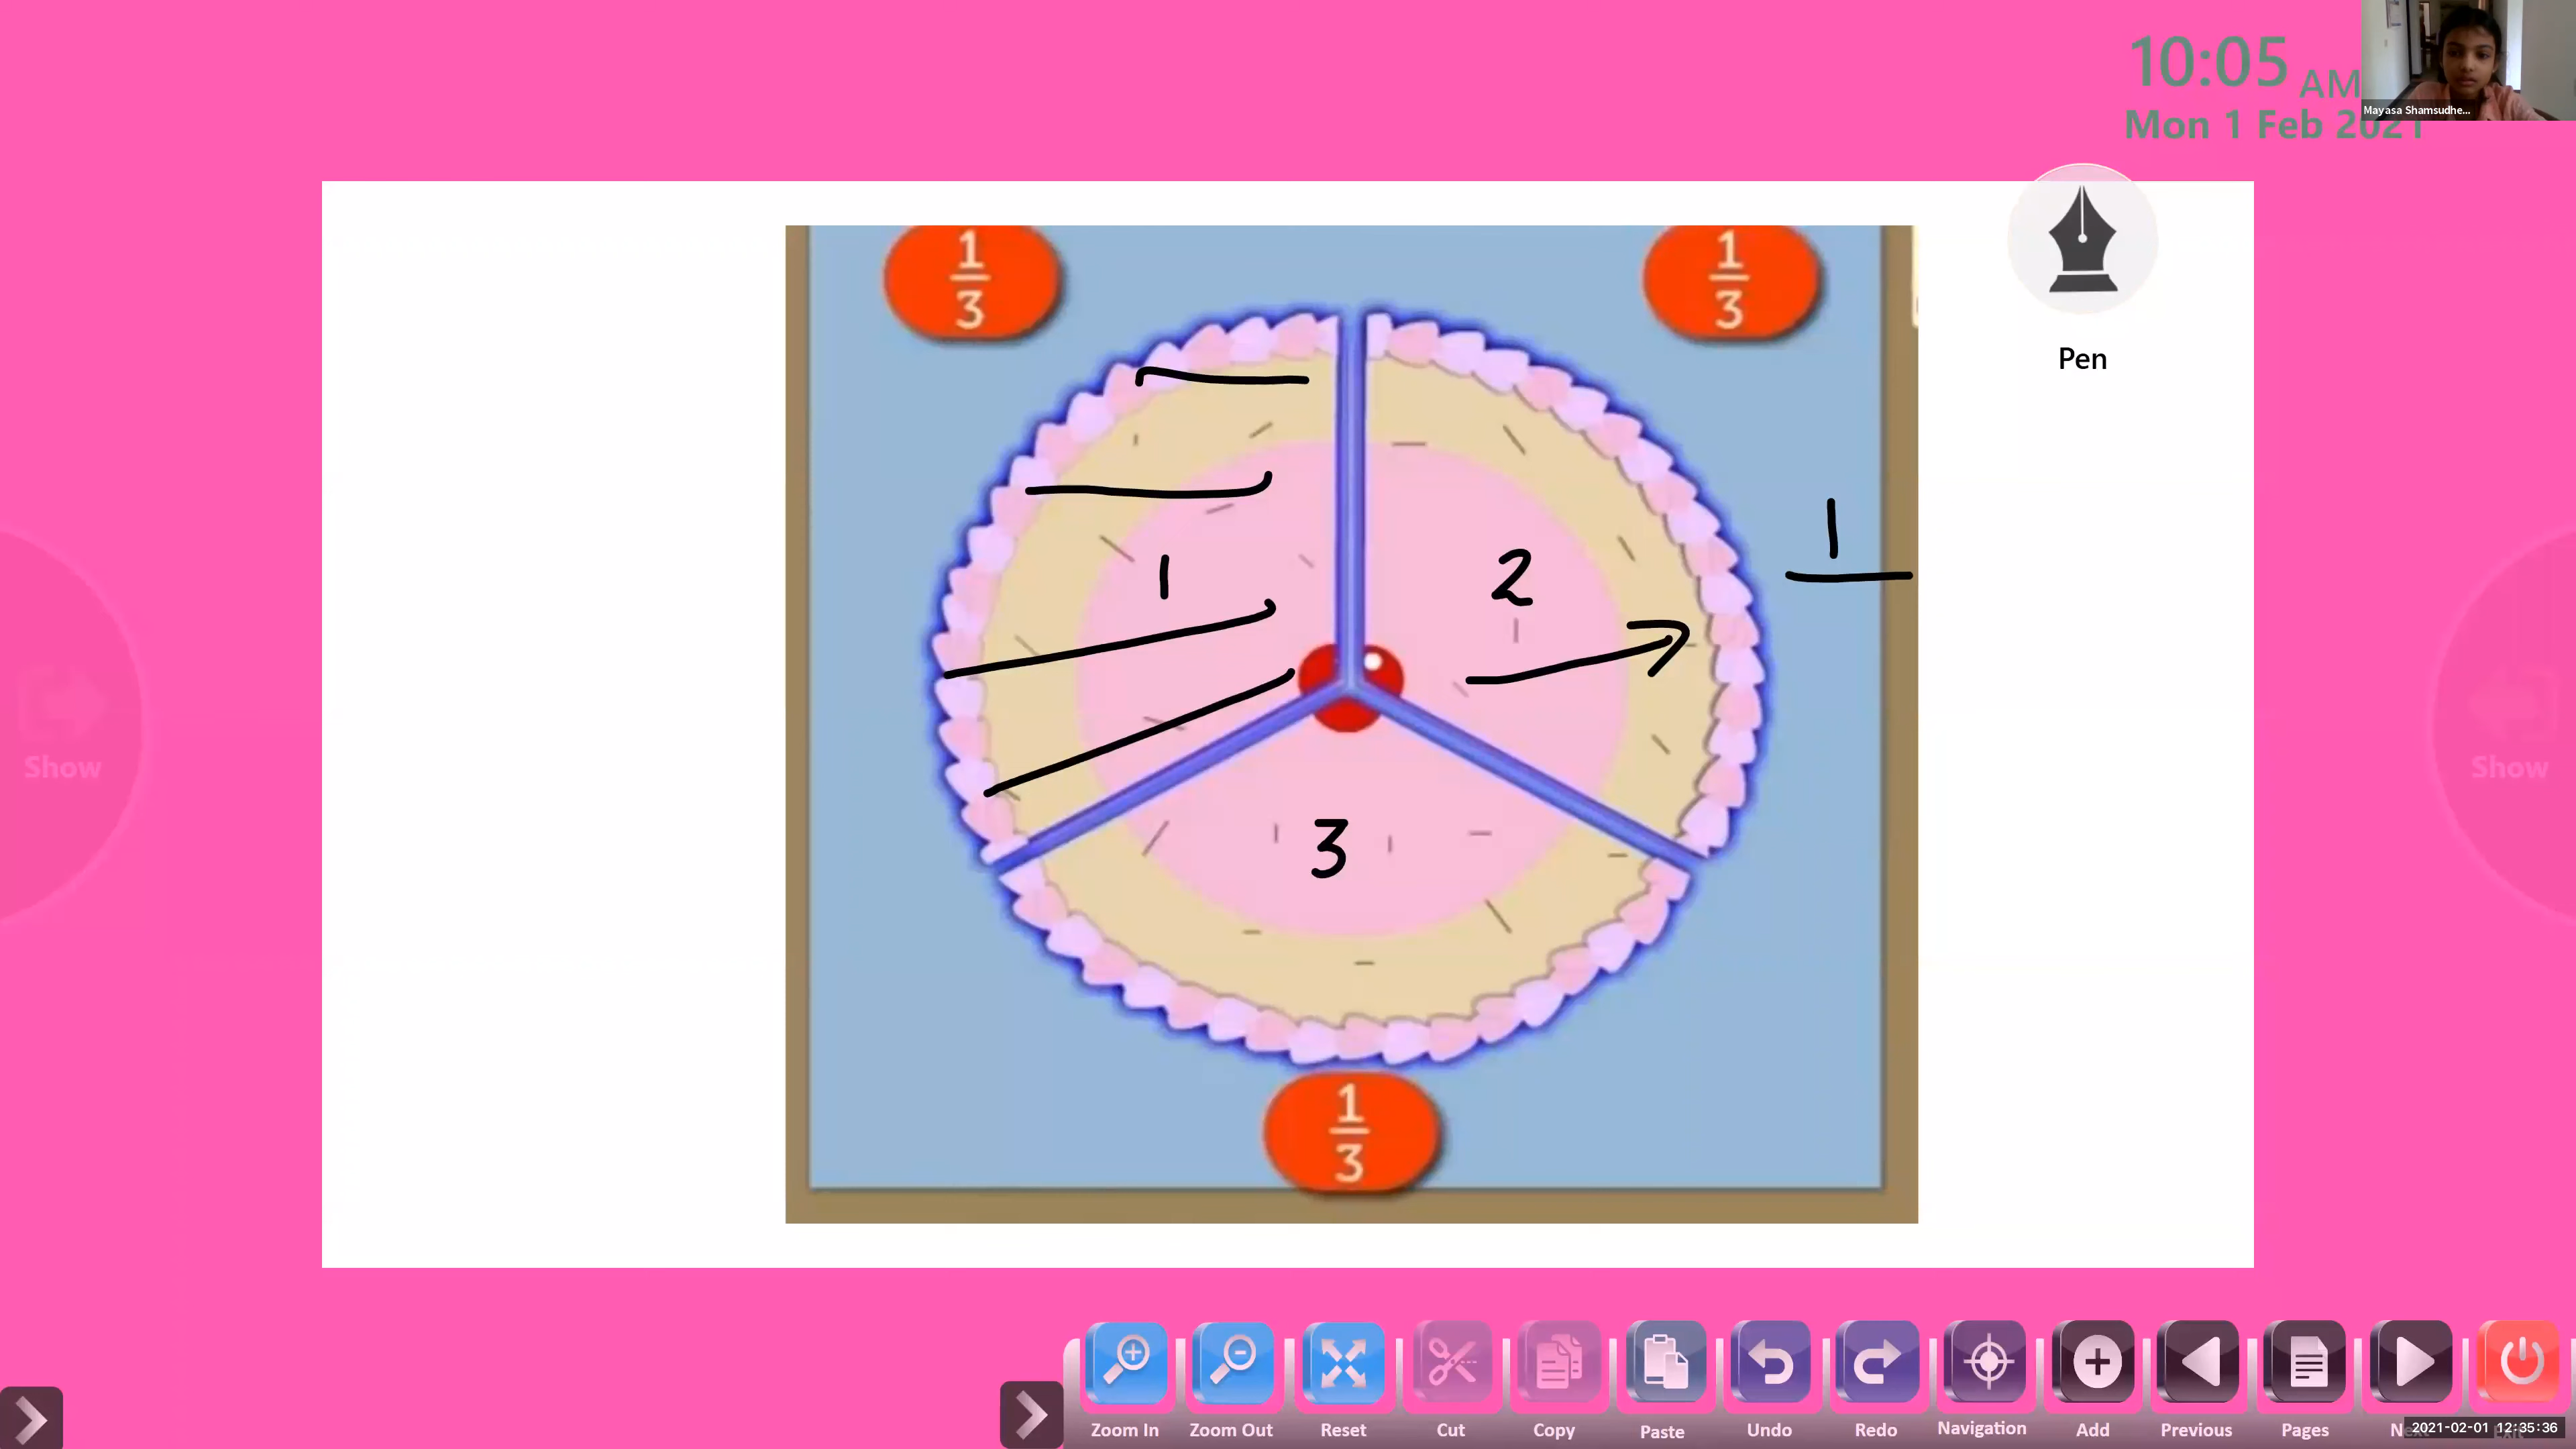 10:05 AM
Mayasa Shamsudhe...
Mon 1 Feb 2021
1
3
1
3
Pen
1
1
2
Show
Show
3
1
3
Zoom In
Zoom Out
Reset
Cut
Copy
Paste
Undo
Redo
Navigation
Add
Previous
Pages
2021-02-01 12:35:36